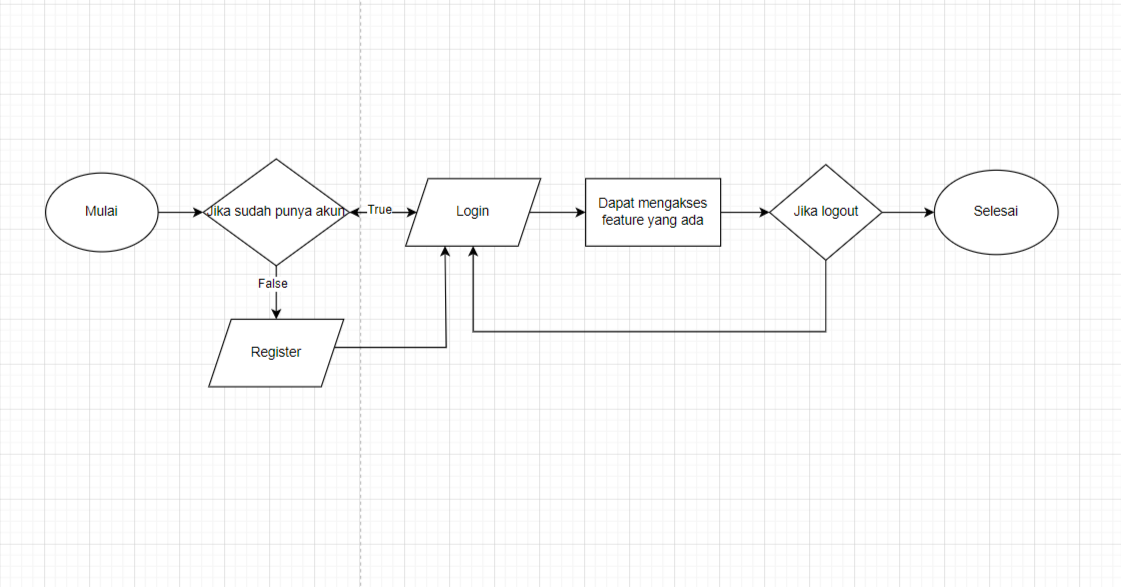 Mulai
Jika sudah punya akun
True
Login
Dapat mengakses
feature yang ada
Jika logout
Selesai
False
Register